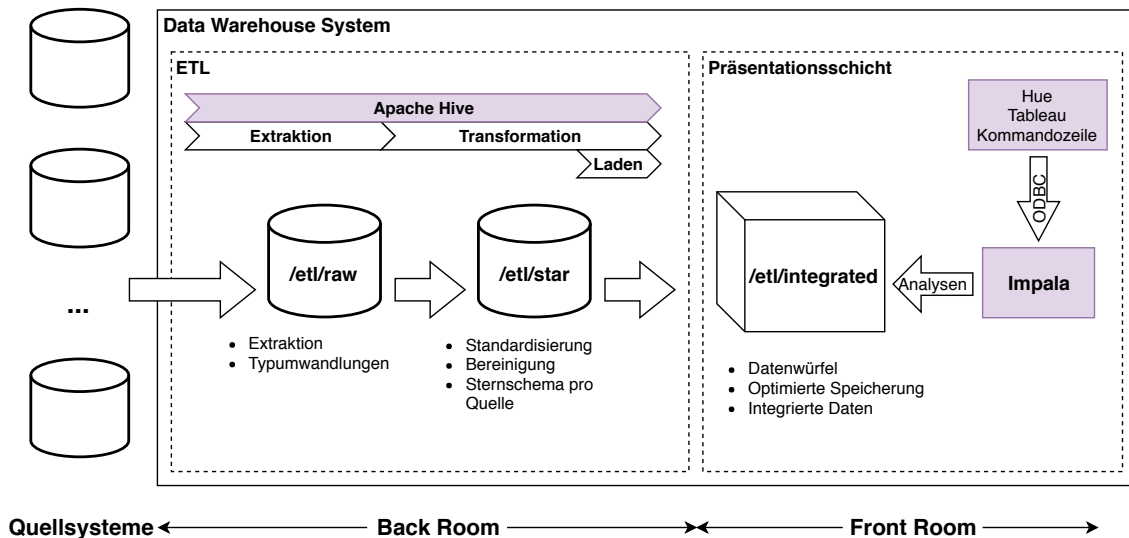 Data Warehouse System
ETL
Apache Hive
Extraktion
Transformation
Laden
/etl/raw
/etl/star
...
• Extraktion
• Typumwandlungen
• Standardisierung
• Bereinigung
• Sternschema pro
Quelle
Präsentationsschicht
Hue
Tableau
Kommandozeile
ODBC
/etl/integrated
Analysen
Impala
• Datenwürfel
• Optimierte Speicherung
• Integrierte Daten
Quellsysteme
Back Room
Front Room